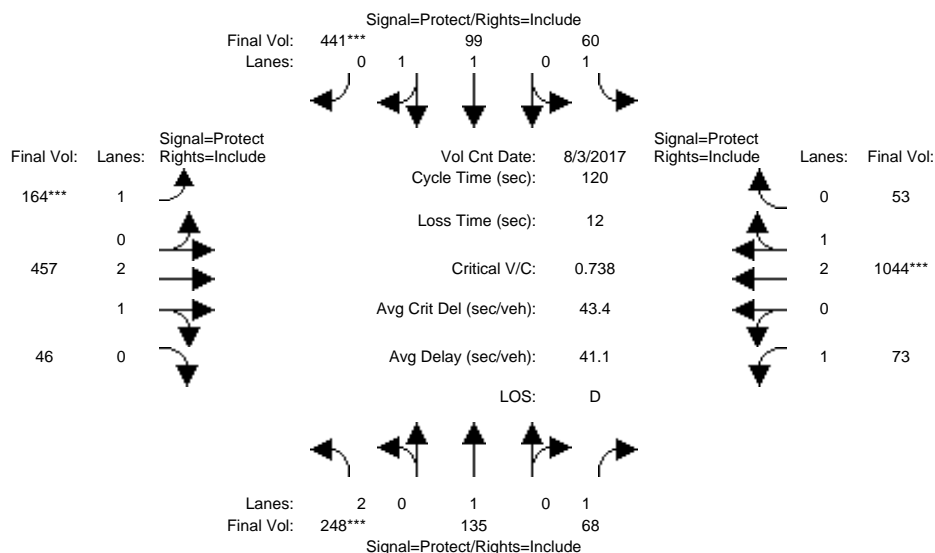 Signal=Protect/Rights=Include
Final Vol: 441*** 99 60
Lanes: 0 1 1 0 1
Signal=Protect
Rights=Include
Final Vol: Lanes:
Vol Cnt Date: 8/3/2017
Signal=Protect
Rights=Include
Lanes: Final Vol:
Cycle Time (sec): 120
164*** 1
0 53
Loss Time (sec): 12
0
1
457 2
Critical V/C: 0.738
2 1044***
1
Avg Crit Del (sec/veh): 43.4
0
46 0
Avg Delay (sec/veh): 41.1
1 73
LOS: D
Lanes: 2 0 1 0 1
Final Vol: 248*** 135 68
Signal=Protect/Rights=Include